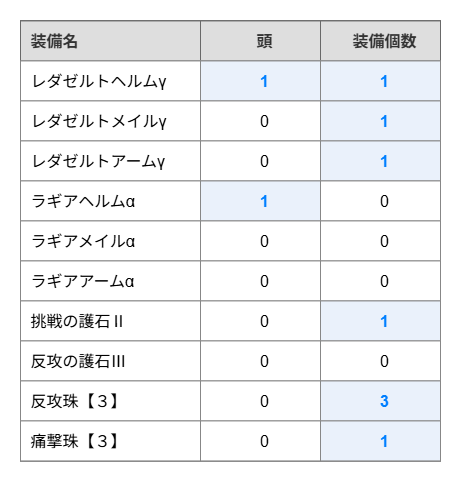 装備名 頭 装備個数
レダゼルトヘルムγ 1 1
レダゼルトメイルγ 0 1
レダゼルトアームγ 0 1
ラギアヘルムα 1 0
ラギアメイルα 0 0
ラギアアームα 0 0
挑戦の護石Ⅱ 0 1
反攻の護石Ⅲ 0 0
反攻珠【３】 0 3
痛撃珠【３】 0 1